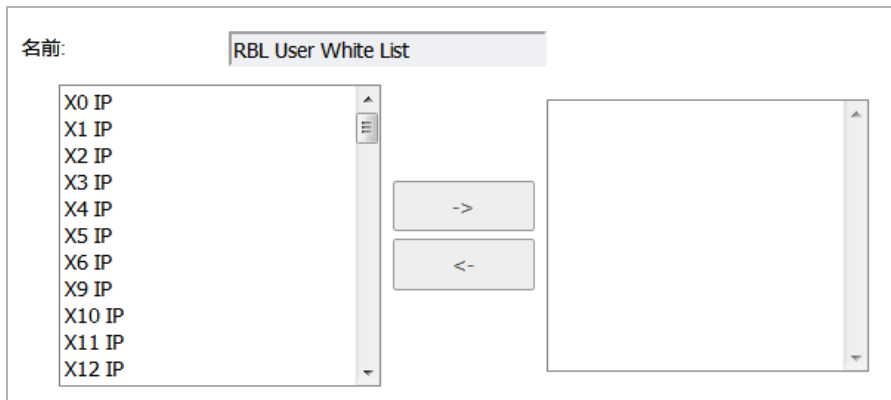 名前: RBL User White List
X0 IP
X1 IP
X2 IP
X3 IP
X4 IP
X5 IP
X6 IP
X9 IP
X10 IP
X11 IP
X12 IP
->
<-